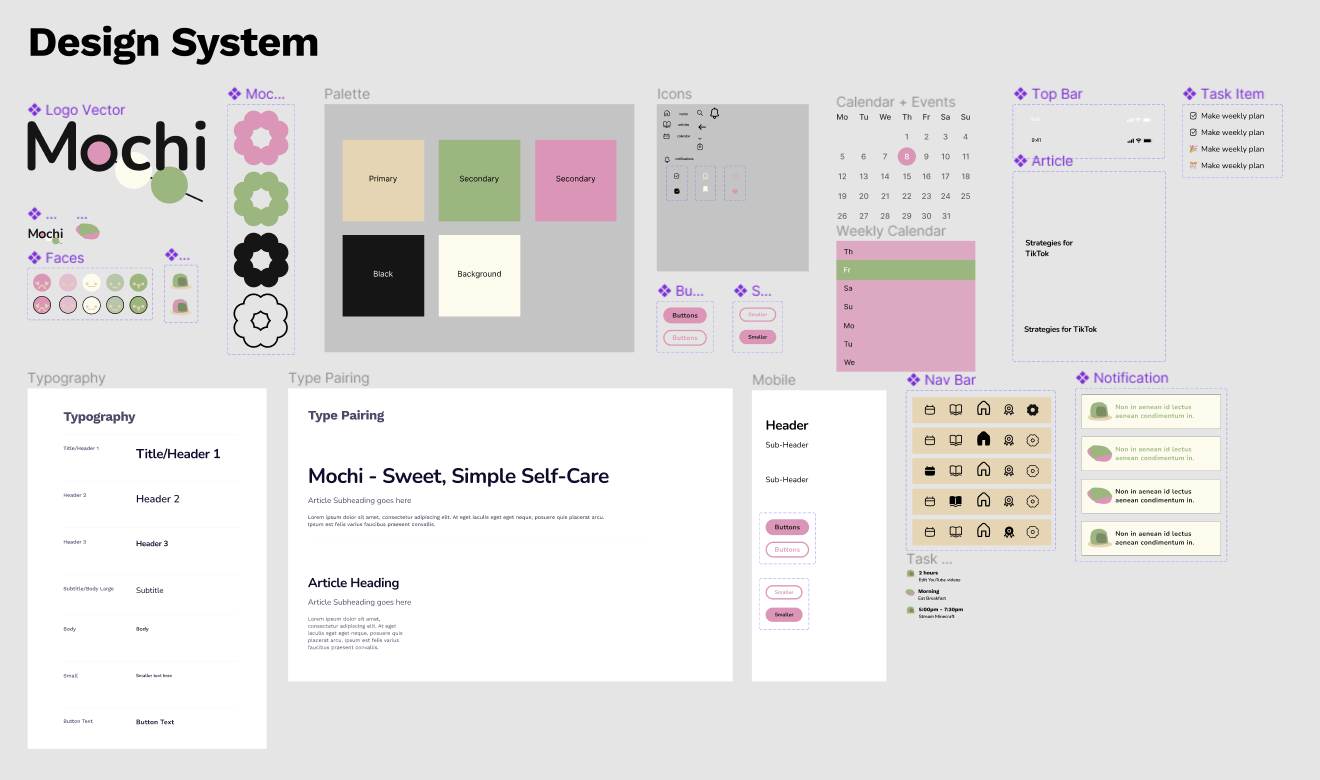 Design System
Logo Vector
Mochi
...
...
Mochi
Faces
...
Moc...
Palette
Primary
Secondary
Secondary
Black
Background
Icons
home
articles
calendar
notifications
Bu...
Buttons
Buttons
S...
Smaller
Smaller
Calendar + Events
Mo Tu We Th Fr Sa Su
1 2 3 4
5 6 7 8 9 10 11
12 13 14 15 16 17 18
19 20 21 22 23 24 25
26 27 28 29 30 31
Weekly Calendar
Th
Fr
Sa
Su
Mo
Tu
We
Top Bar
9:41
9:41
Article
Strategies for
TikTok
Strategies for TikTok
Task Item
Make weekly plan
Make weekly plan
Make weekly plan
Make weekly plan
Typography
Typography
Title/Header 1 Title/Header 1
Header 2 Header 2
Header 3 Header 3
Subtitle/Body Large Subtitle
Body Body
Small Smaller text here
Button Text Button Text
Type Pairing
Type Pairing
Mochi - Sweet, Simple Self-Care
Article Subheading goes here
Lorem ipsum dolor sit amet, consectetur adipiscing elit. At eget iaculis eget eget neque, posuere quis placerat arcu.
Ipsum est felis varius faucibus praesent convallis.
Article Heading
Article Subheading goes here
Lorem ipsum dolor sit amet,
consectetur adipiscing elit. At eget
iaculis eget eget neque, posuere quis
placerat arcu. Ipsum est felis varius
faucibus praesent convallis.
Mobile
Header
Sub-Header
Sub-Header
Buttons
Buttons
Smaller
Smaller
Nav Bar
Task ...
2 hours
Edit YouTube videos
Morning
Eat Breakfast
5:00pm - 7:30pm
Stream Minecraft
Notification
Non in aenean id lectus
aenean condimentum in.
Non in aenean id lectus
aenean condimentum in.
Non in aenean id lectus
aenean condimentum in.
Non in aenean id lectus
aenean condimentum in.